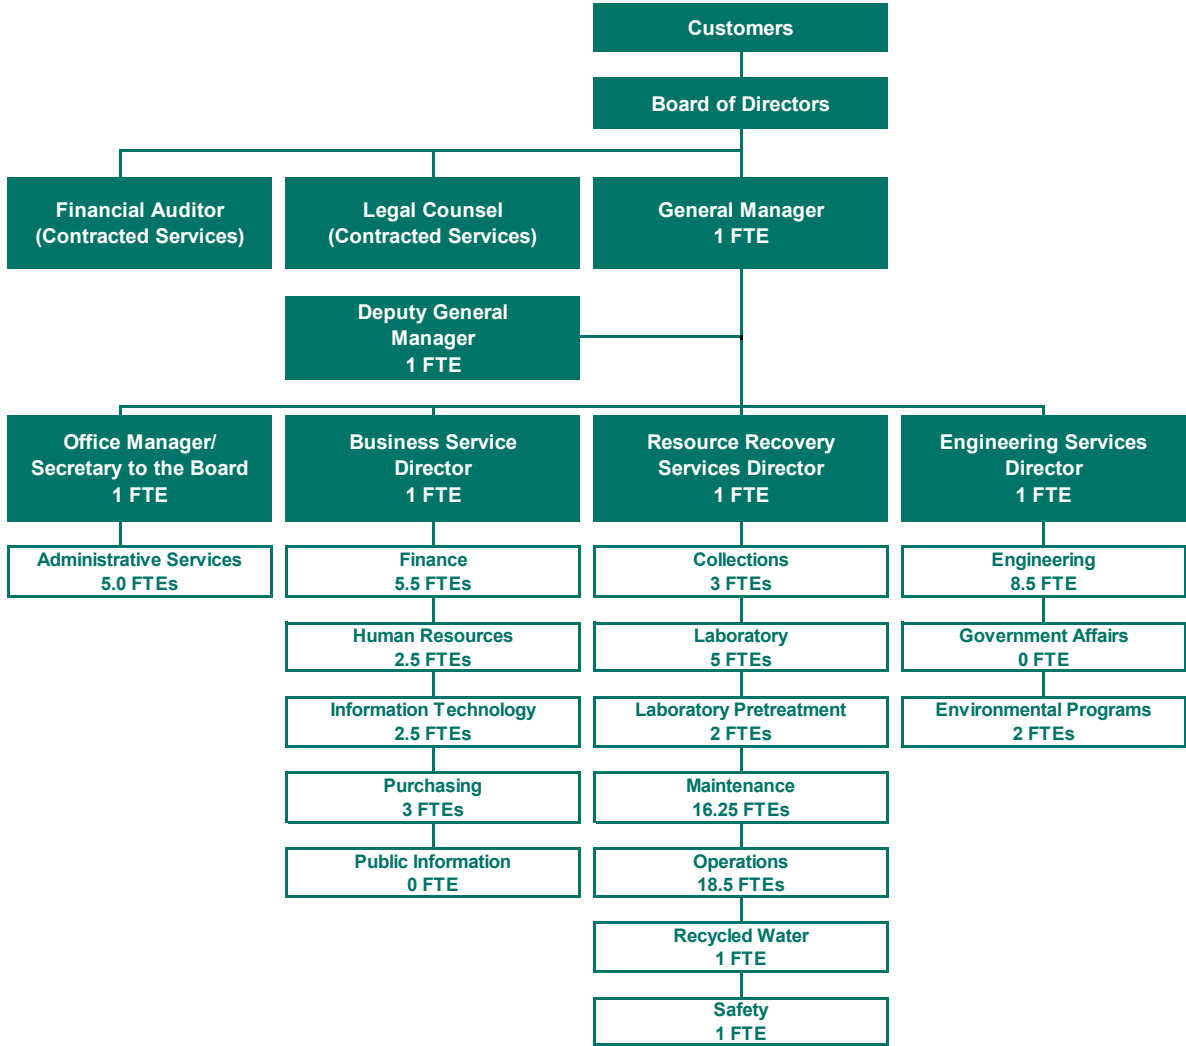 Customers
Board of Directors
Financial Auditor
(Contracted Services)
Legal Counsel
(Contracted Services)
General Manager
1 FTE
Deputy General
Manager
1 FTE
Office Manager/
Secretary to the Board
1 FTE
Business Service
Director
1 FTE
Resource Recovery
Services Director
1 FTE
Engineering Services
Director
1 FTE
Administrative Services
5.0 FTEs
Finance
5.5 FTEs
Collections
3 FTEs
Engineering
8.5 FTE
Human Resources
2.5 FTEs
Laboratory
5 FTEs
Government Affairs
0 FTE
Information Technology
2.5 FTEs
Laboratory Pretreatment
2 FTEs
Environmental Programs
2 FTEs
Purchasing
3 FTEs
Maintenance
16.25 FTEs
Public Information
0 FTE
Operations
18.5 FTEs
Recycled Water
1 FTE
Safety
1 FTE